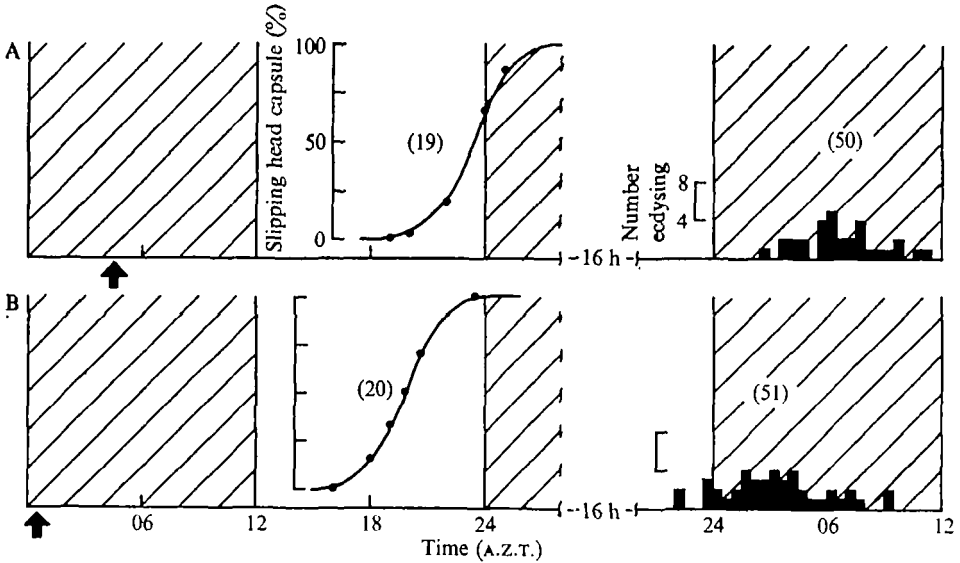 A
Slipping head capsule (%)
100
50
0
(19)
~16 h
Number
ecdysing
8
4
(50)
B
(20)
~16 h
(51)
06
12
18
24
24
06
12
Time (A.Z.T.)